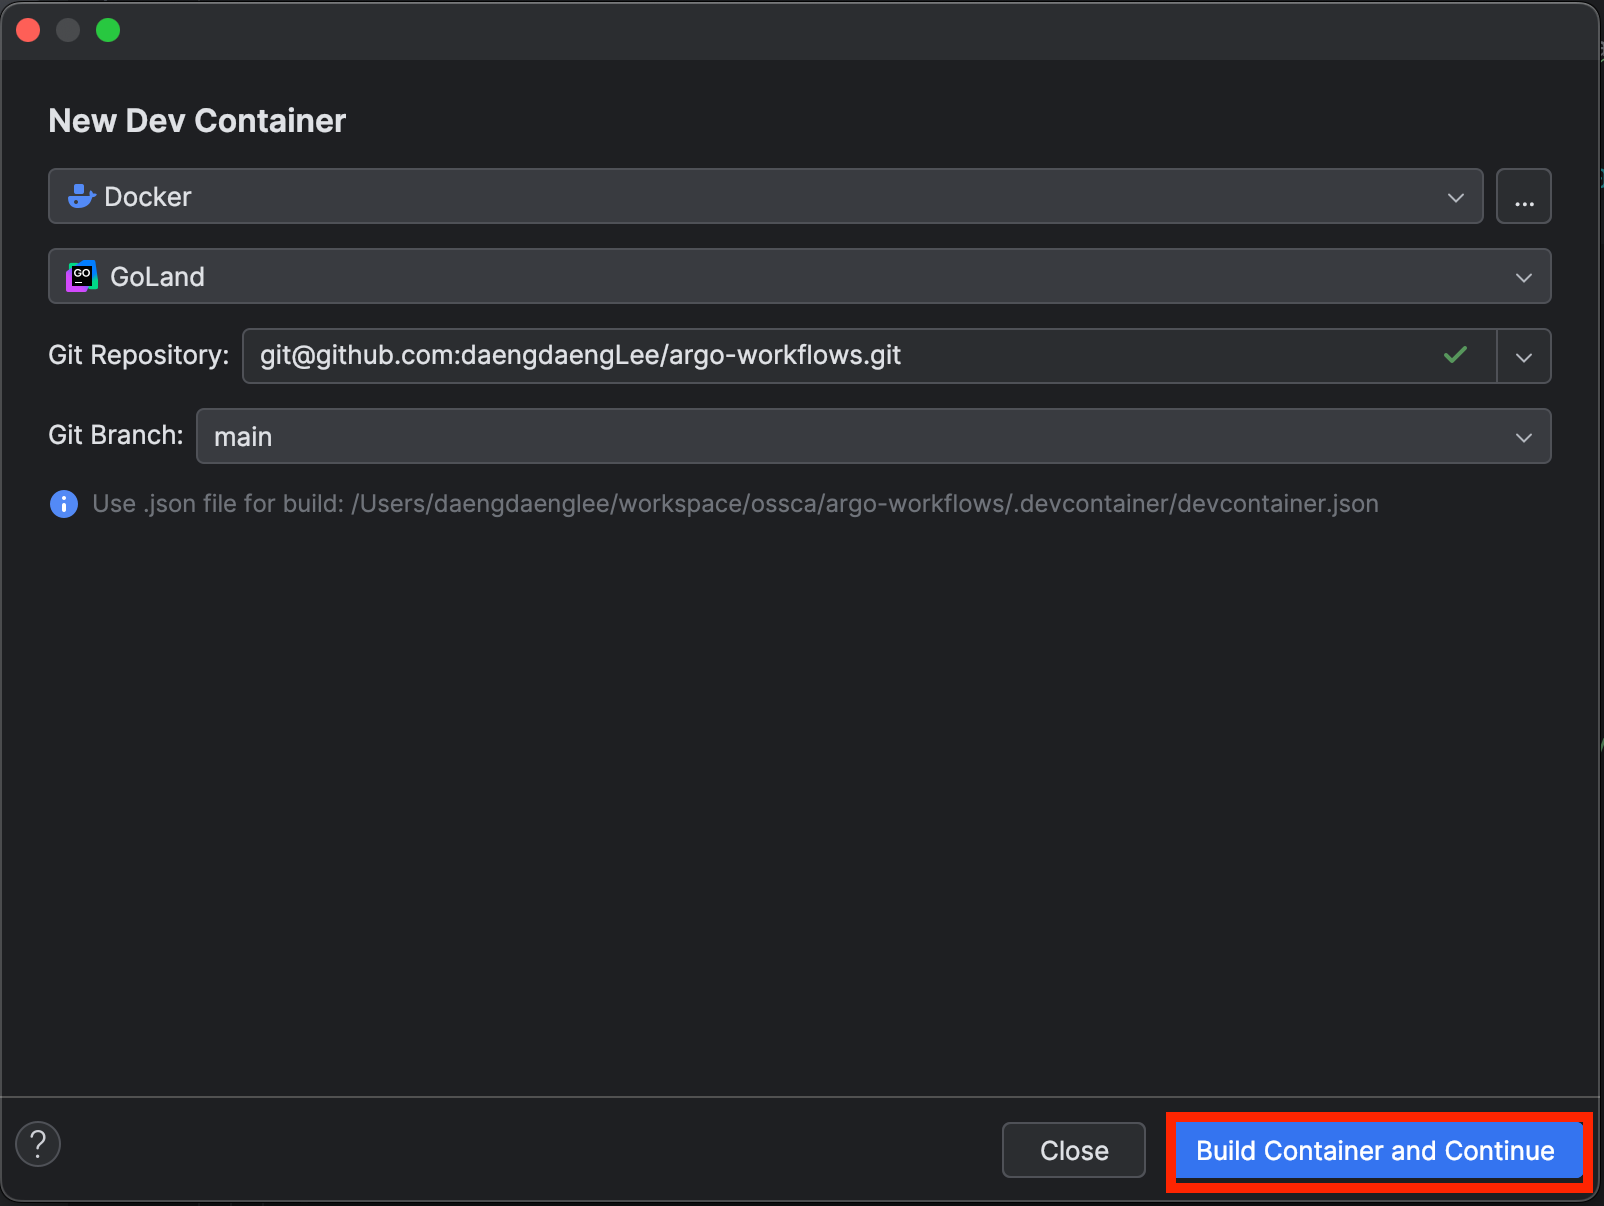 New Dev Container
Docker
...
GO
GoLand
Git Repository: git@github.com:daengdaengLee/argo-workflows.git
Git Branch: main
Use .json file for build: /Users/daengdaenglee/workspace/ossca/argo-workflows/.devcontainer/devcontainer.json
?
Close
Build Container and Continue